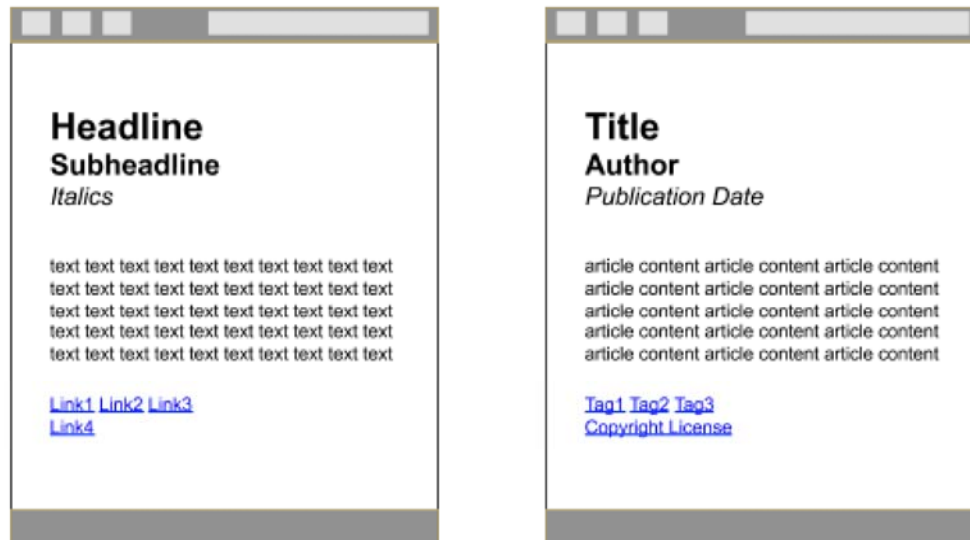 Headline
Subheadline
Italics
text text text text text text text text text text
text text text text text text text text text text
text text text text text text text text text text
text text text text text text text text text text
text text text text text text text text text text
Link1 Link2 Link3
Link4
Title
Author
Publication Date
article content article content article content
article content article content article content
article content article content article content
article content article content article content
article content article content article content
Tag1 Tag2 Tag3
Copyright License